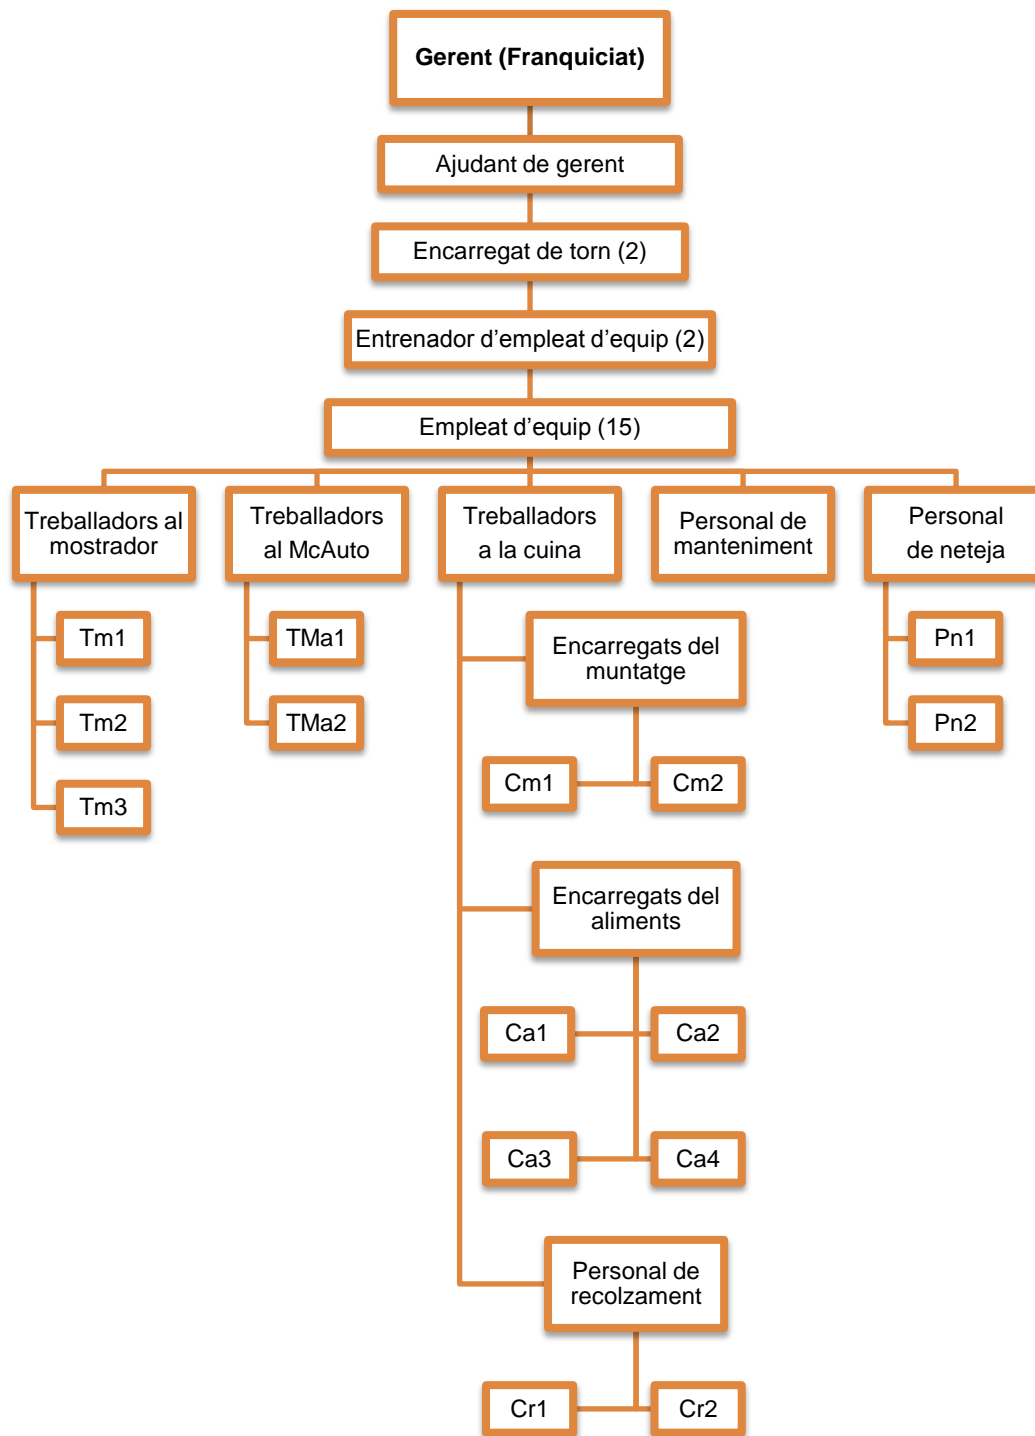 Gerent (Franquiciat)
Ajudant de gerent
Encarregat de torn (2)
Entrenador d’empleat d’equip (2)
Empleat d’equip (15)
Treballadors al
mostrador
Treballadors
al McAuto
Treballadors
a la cuina
Personal de
manteniment
Personal
de neteja
Tm1
Tm2
Tm3
TMa1
TMa2
Encarregats del
muntatge
Cm1
Cm2
Encarregats del
aliments
Ca1
Ca2
Ca3
Ca4
Personal de
recolzament
Cr1
Cr2
Pn1
Pn2